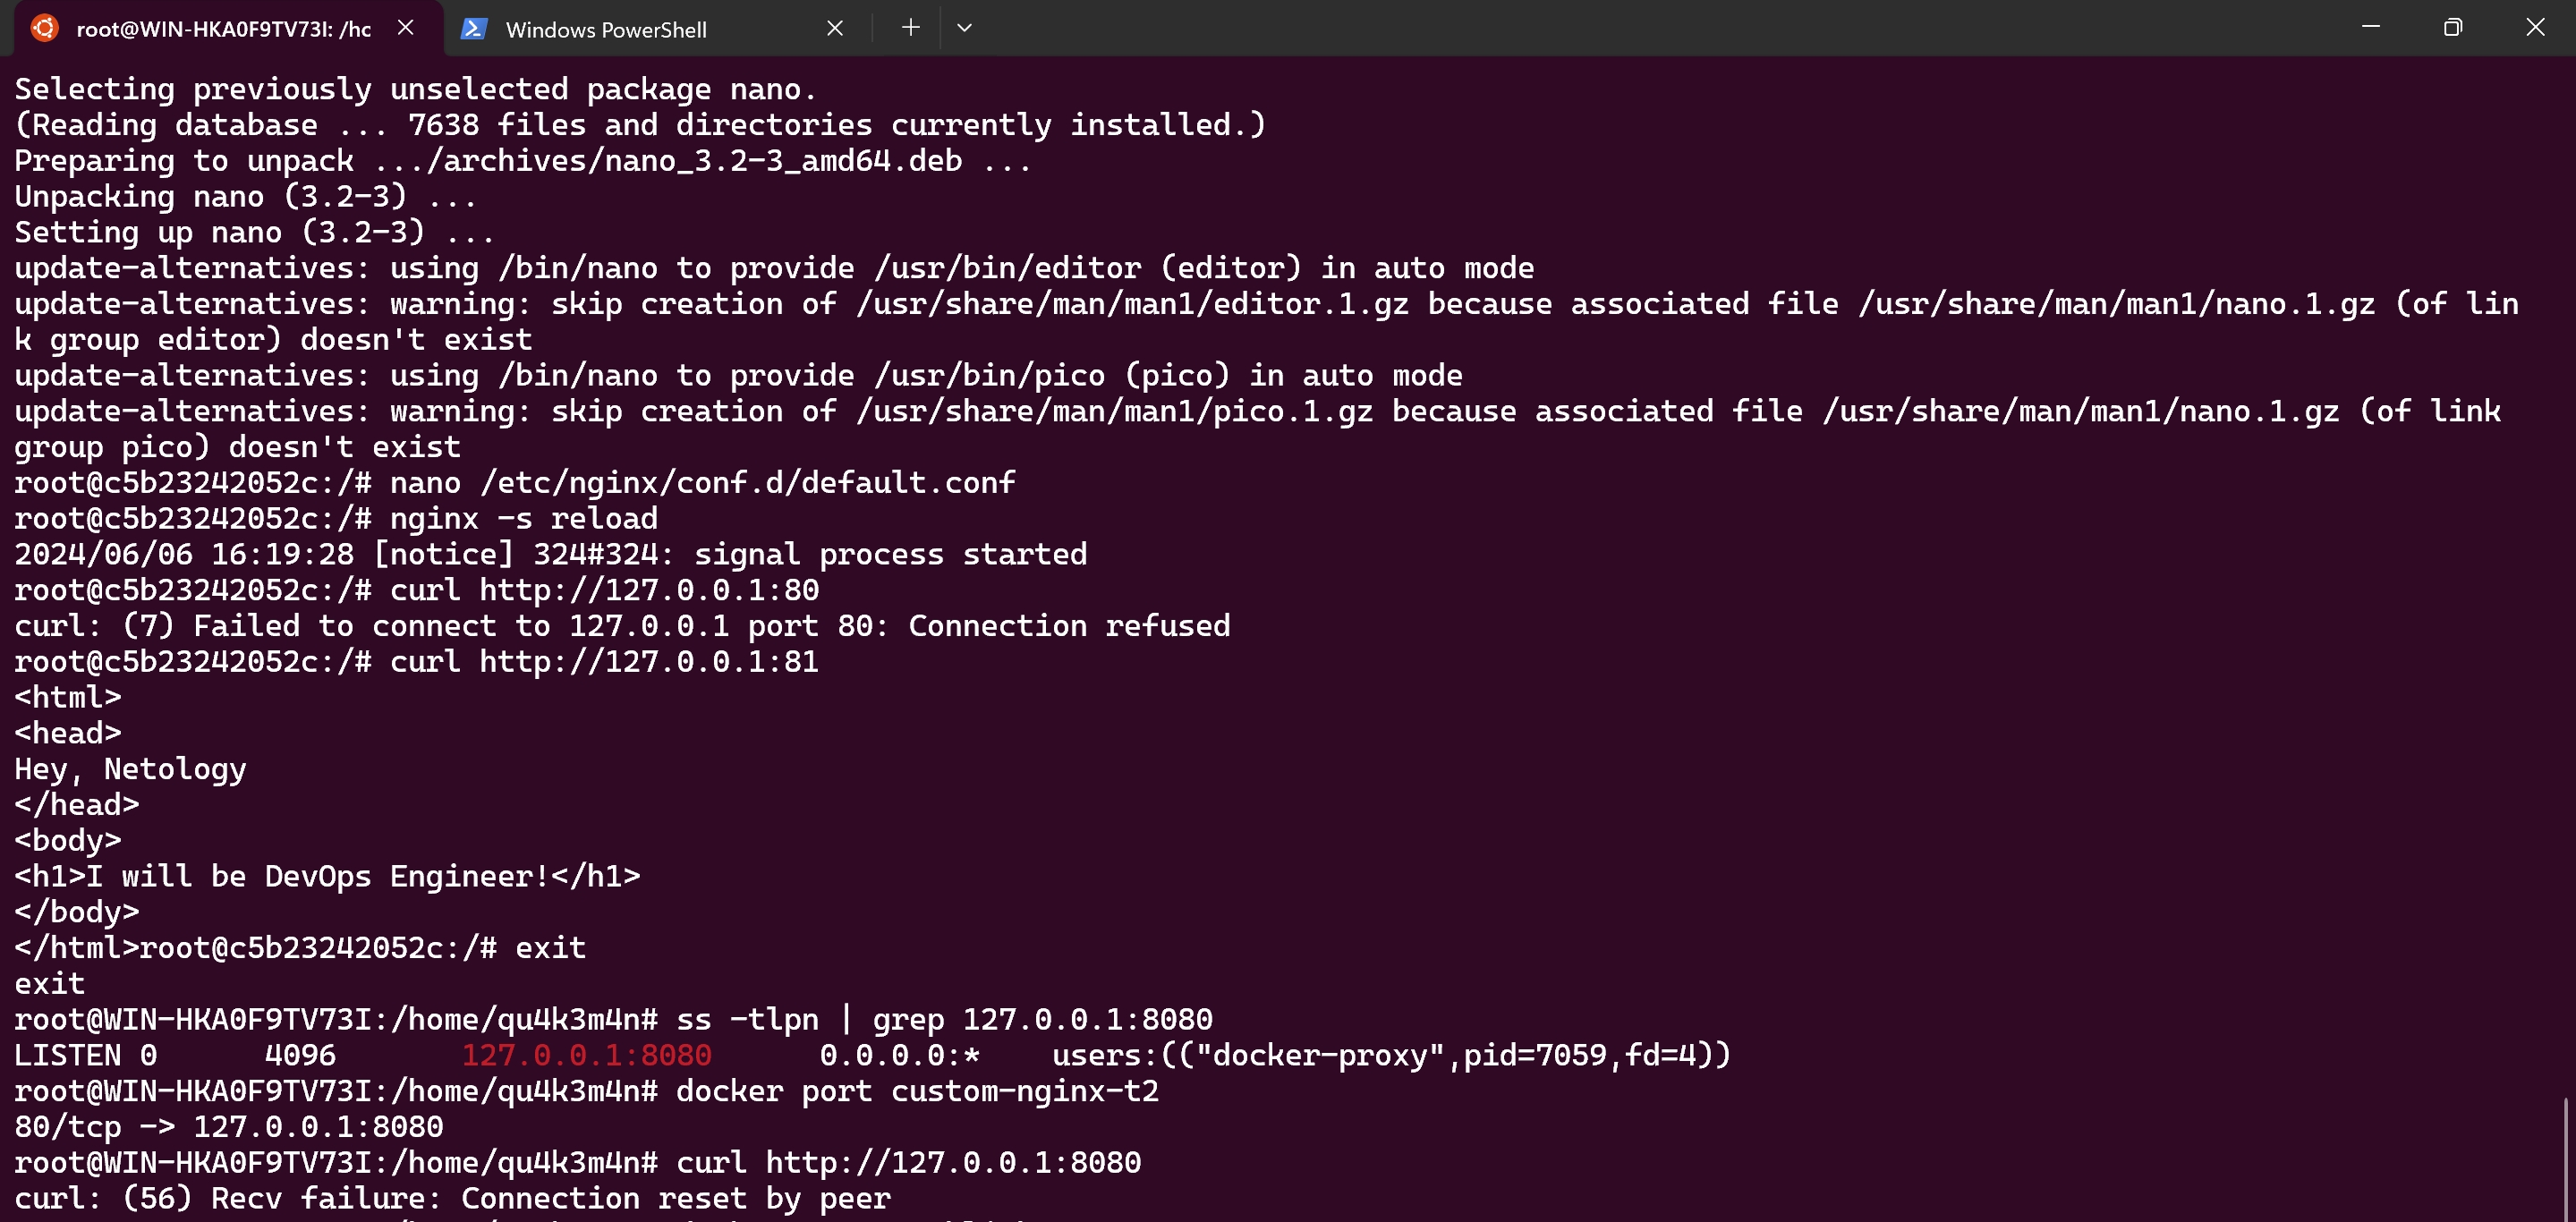 root@WIN-HKA0F9TV73I: /hc
Windows PowerShell
Selecting previously unselected package nano.
(Reading database ... 7638 files and directories currently installed.)
Preparing to unpack .../archives/nano_3.2-3_amd64.deb ...
Unpacking nano (3.2-3) ...
Setting up nano (3.2-3) ...
update-alternatives: using /bin/nano to provide /usr/bin/editor (editor) in auto mode
update-alternatives: warning: skip creation of /usr/share/man/man1/editor.1.gz because associated file /usr/share/man/man1/nano.1.gz (of lin
k group editor) doesn't exist
update-alternatives: using /bin/nano to provide /usr/bin/pico (pico) in auto mode
update-alternatives: warning: skip creation of /usr/share/man/man1/pico.1.gz because associated file /usr/share/man/man1/nano.1.gz (of link
group pico) doesn't exist
root@c5b23242052c:/# nano /etc/nginx/conf.d/default.conf
root@c5b23242052c:/# nginx -s reload
2024/06/06 16:19:28 [notice] 324#324: signal process started
root@c5b23242052c:/# curl http://127.0.0.1:80
curl: (7) Failed to connect to 127.0.0.1 port 80: Connection refused
root@c5b23242052c:/# curl http://127.0.0.1:81
<html>
<head>
Hey, Netology
</head>
<body>
<h1>I will be DevOps Engineer!</h1>
</body>
</html>root@c5b23242052c:/# exit
exit
root@WIN-HKA0F9TV73I:/home/qu4k3m4n# ss -tlpn | grep 127.0.0.1:8080
LISTEN 0      4096       127.0.0.1:8080      0.0.0.0:*    users:(("docker-proxy",pid=7059,fd=4))
root@WIN-HKA0F9TV73I:/home/qu4k3m4n# docker port custom-nginx-t2
80/tcp -> 127.0.0.1:8080
root@WIN-HKA0F9TV73I:/home/qu4k3m4n# curl http://127.0.0.1:8080
curl: (56) Recv failure: Connection reset by peer